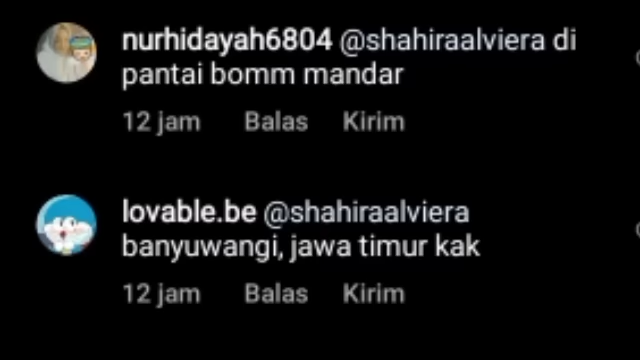 nurhidayah6804 @shahiraalviera di
pantai bomm mandar
12 jam Balas Kirim
lovable.be @shahiraalviera
banyuwangi, jawa timur kak
12 jam Balas Kirim